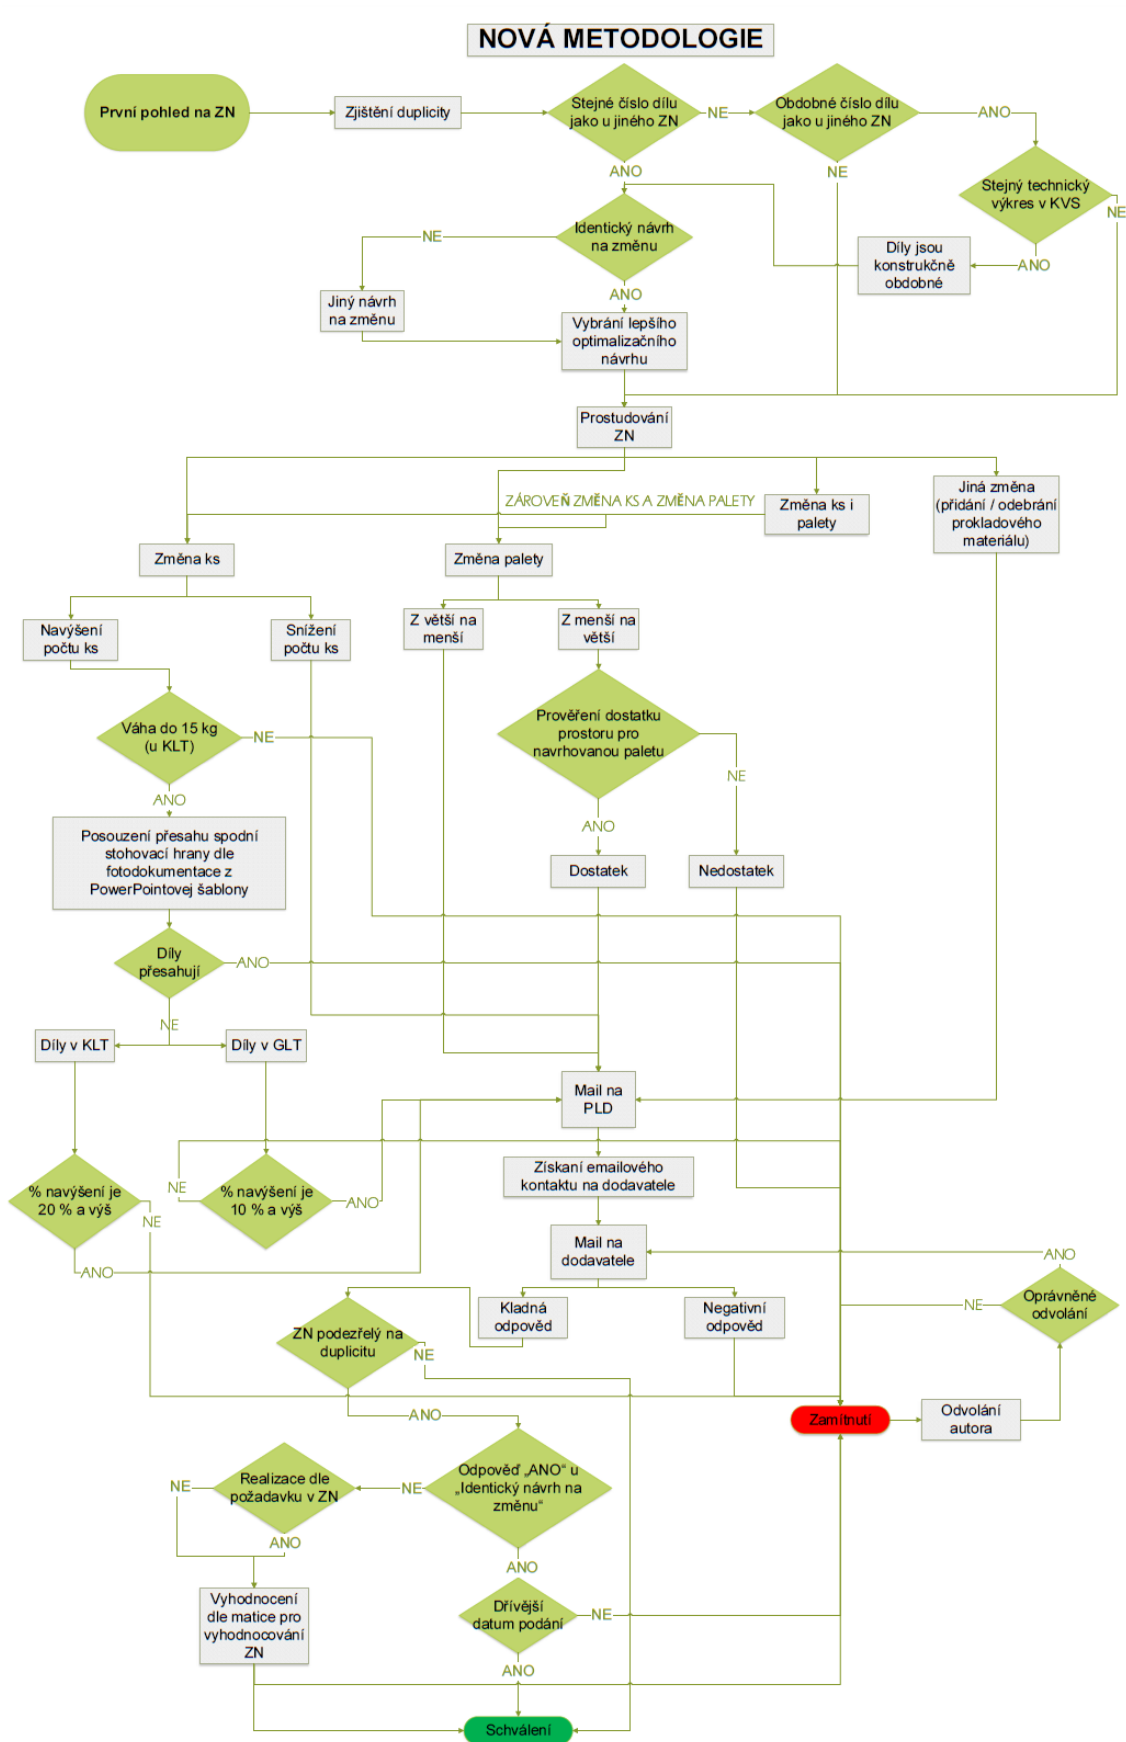 NOVÁ METODOLOGIE
První pohled na ZN
Zjištění duplicity
Stejné číslo dílu
jako u jiného ZN
NE
Obdobné číslo dílu
jako u jiného ZN
ANO
ANO
NE
Stejný technický
výkres v KVS
NE
Identický návrh
na změnu
NE
Díly jsou
konstrukčně
obdobné
ANO
ANO
Jiný návrh
na změnu
Vybrání lepšího
optimalizačního
návrhu
Prostudování
ZN
ZÁROVEŇ ZMĚNA KS A ZMĚNA PALETY
Změna ks i
palety
Jiná změna
(přidání / odebrání
prokladového
materiálu)
Změna ks
Změna palety
Navýšení
počtu ks
Snížení
počtu ks
Z větší na
menší
Z menší na
větší
Váha do 15 kg
(u KLT)
NE
Prověření dostatku
prostoru pro
navrhovanou paletu
NE
ANO
ANO
Posouzení přesahu spodní
stohovací hrany dle
fotodokumentace z
PowerPointovej šablony
Dostatek
Nedostatek
Díly
přesahují
ANO
NE
Díly v KLT
Díly v GLT
Mail na
PLD
Získaní emailového
kontaktu na dodavatele
% navýšení je
20 % a výš
NE
NE
% navýšení je
10 % a výš
ANO
Mail na
dodavatele
ANO
ANO
Kladná
odpověd
Negativní
odpověd
NE
Oprávněné
odvolání
ZN podezřelý na
duplicitu
NE
ANO
Zamítnutí
Odvolání
autora
Odpověď „ANO“ u
„Identický návrh na
změnu“
NE
Realizace dle
požadavku v ZN
NE
ANO
ANO
Vyhodnocení
dle matice pro
vyhodnocování
ZN
Dřívější
datum podání
NE
ANO
Schválení